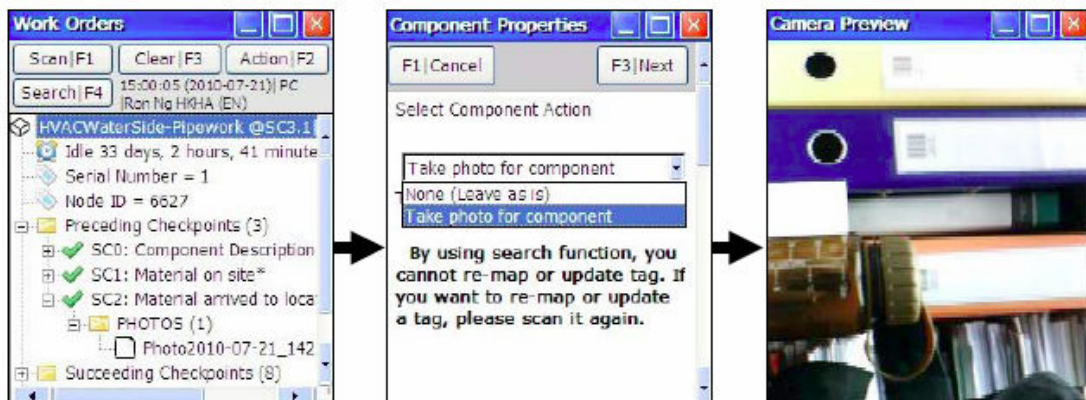 Work Orders
Scan|F1
Clear|F3
Action|F2
Search|F4
15:00:05 (2010-07-21)| PC
|Ron Ng HKHA (EN)
HVACWaterSide-Pipework @SC3.1
Idle 33 days, 2 hours, 41 minute
Serial Number = 1
Node ID = 6627
Preceding Checkpoints (3)
SC0: Component Description
SC1: Material on site*
SC2: Material arrived to loca
PHOTOS (1)
Photo2010-07-21_142
Succeeding Checkpoints (8)
Component Properties
F1|Cancel
F3|Next
Select Component Action
Take photo for component
None (Leave as is)
Take photo for component
By using search function, you
cannot re-map or update tag. If
you want to re-map or update
a tag, please scan it again.
Camera Preview